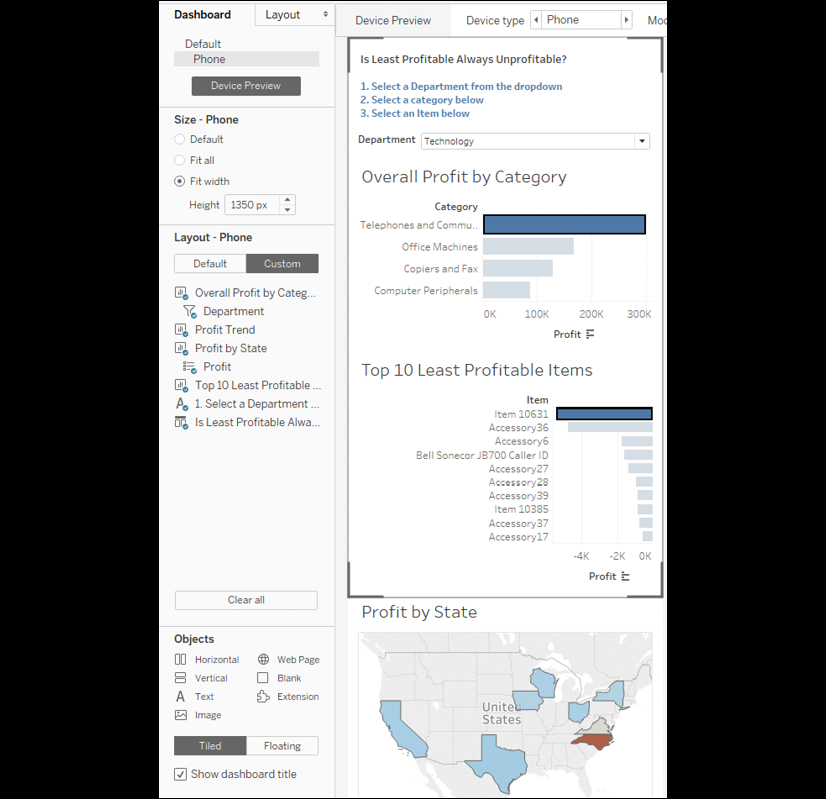 Dashboard
Layout
Default
Phone
Device Preview
Size - Phone
Default
Fit all
Fit width
Height 1350 px
Layout - Phone
Default Custom
Overall Profit by Categ...
Department
Profit Trend
Profit by State
Profit
Top 10 Least Profitable ...
1. Select a Department ...
Is Least Profitable Alwa...
Clear all
Objects
Horizontal Web Page
Vertical Blank
Text Extension
Image
Tiled Floating
Show dashboard title
Device Preview Device type Phone Moc
Is Least Profitable Always Unprofitable?
1. Select a Department from the dropdown
2. Select a category below
3. Select an Item below
Department Technology
Overall Profit by Category
Category
Telephones and Commu..
Office Machines
Copiers and Fax
Computer Peripherals
0K 100K 200K 300K
Profit
Top 10 Least Profitable Items
Item
Item 10631
Accessory36
Accessory6
Bell Sonecor JB700 Caller ID
Accessory27
Accessory28
Accessory39
Item 10385
Accessory37
Accessory17
-4K -2K 0K
Profit
Profit by State
United
States